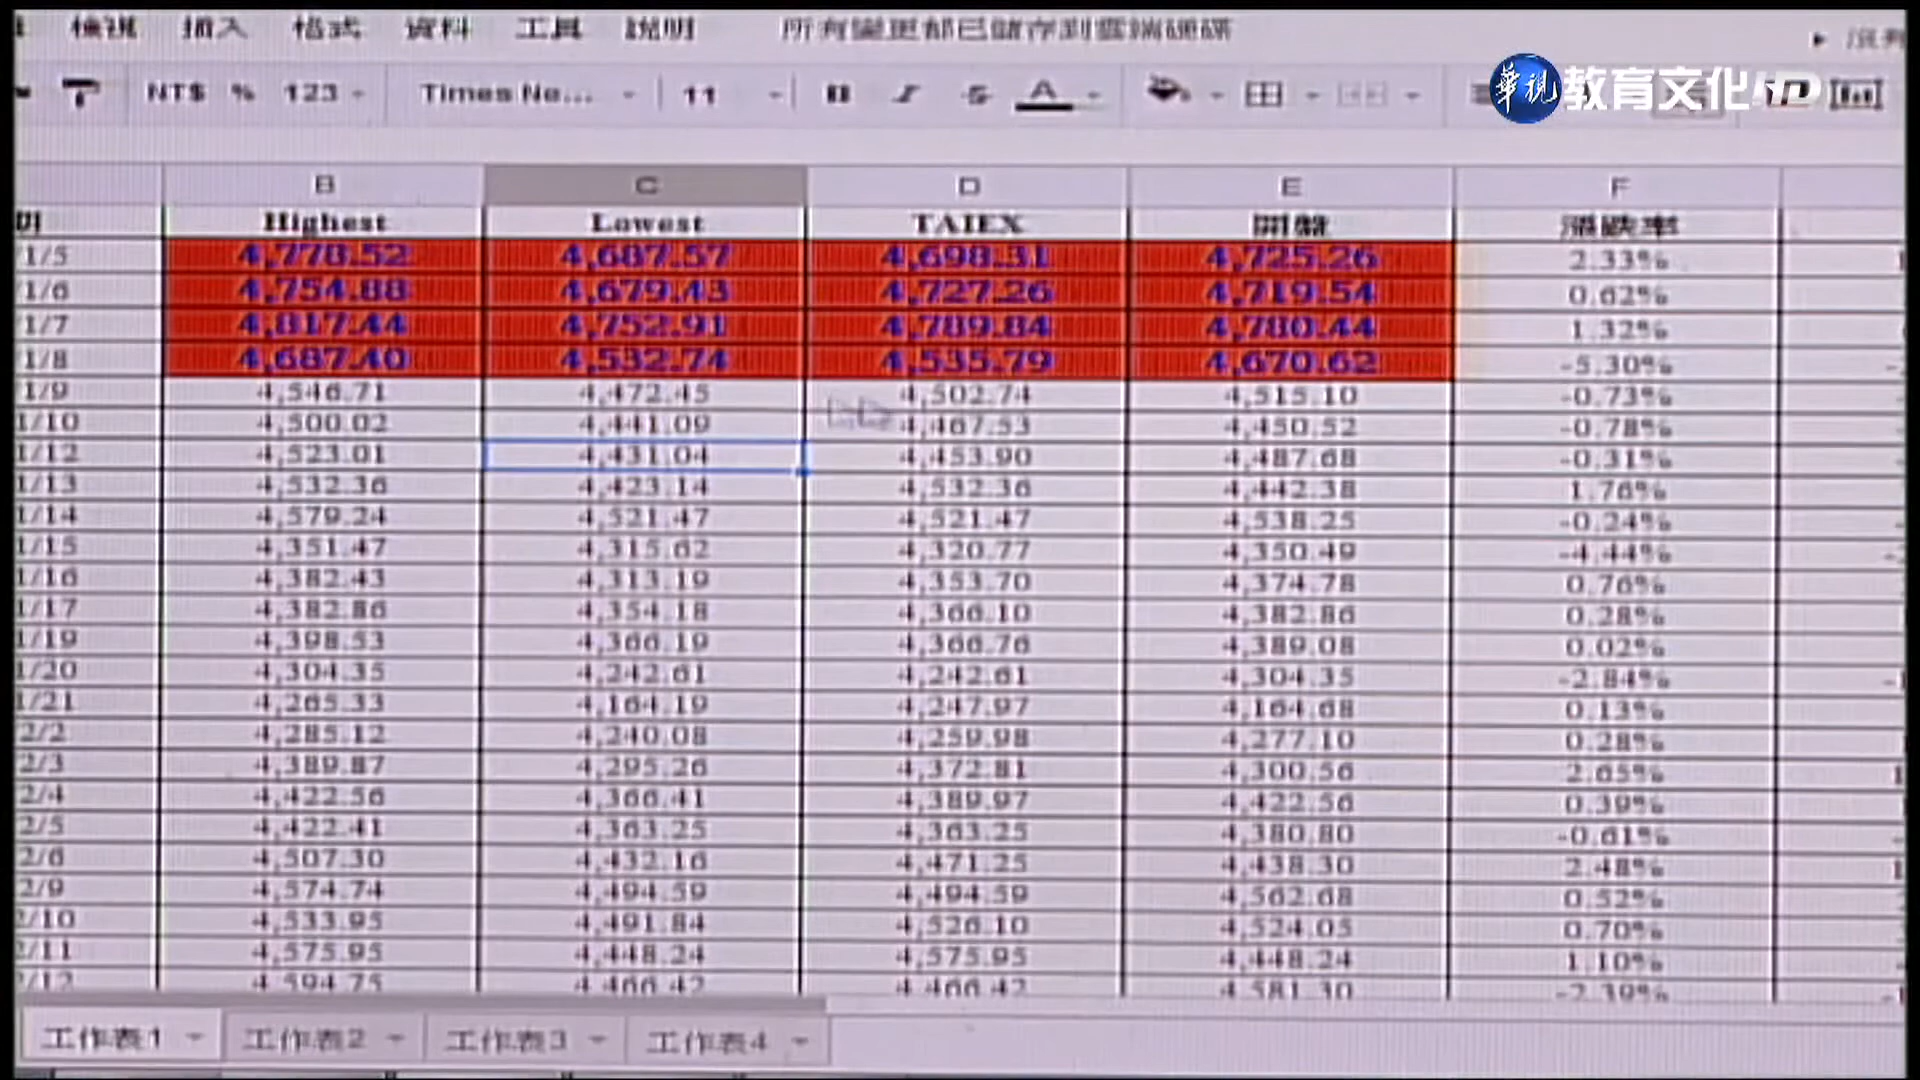 檢視 插入 格式 資料 工具 說明 所有變更都已儲存到雲端硬碟
NT$ % 123 Times Ne... 11 B I S A
華視 教育文化 HD
B C D E F
Highest Lowest TAIEX 開盤 漲跌率
1/5 4,778.52 4,687.57 4,698.31 4,725.26 2.33%
1/6 4,754.88 4,679.43 4,727.26 4,719.54 0.62%
1/7 4,817.44 4,752.91 4,789.84 4,780.44 1.32%
1/8 4,687.40 4,532.74 4,535.79 4,670.62 -5.30%
1/9 4,546.71 4,472.45 4,502.74 4,515.10 -0.73%
1/10 4,500.02 4,441.09 4,467.53 4,450.52 -0.78%
1/12 4,523.01 4,431.04 4,453.90 4,487.68 -0.31%
1/13 4,532.36 4,423.14 4,532.36 4,442.38 1.76%
1/14 4,579.24 4,521.47 4,521.47 4,538.25 -0.24%
1/15 4,351.47 4,315.62 4,320.77 4,350.49 -4.44%
1/16 4,382.43 4,313.19 4,353.70 4,374.78 0.76%
1/17 4,382.86 4,354.18 4,366.10 4,382.86 0.28%
1/19 4,398.53 4,366.19 4,366.76 4,389.08 0.02%
1/20 4,304.35 4,242.61 4,242.61 4,304.35 -2.84%
1/21 4,265.33 4,164.19 4,247.97 4,164.68 0.13%
2/2 4,285.12 4,240.08 4,259.98 4,277.10 0.28%
2/3 4,389.87 4,295.26 4,372.81 4,300.56 2.65%
2/4 4,422.56 4,366.41 4,389.97 4,422.56 0.39%
2/5 4,422.41 4,363.25 4,363.25 4,380.80 -0.61%
2/6 4,507.30 4,432.16 4,471.25 4,438.30 2.48%
2/9 4,574.74 4,494.59 4,494.59 4,562.68 0.52%
2/10 4,533.95 4,491.84 4,526.10 4,524.05 0.70%
2/11 4,575.95 4,448.24 4,575.95 4,448.24 1.10%
2/12 4,594.75 4,466.42 4,466.42 4,581.30 -2.39%
工作表1 工作表2 工作表3 工作表4